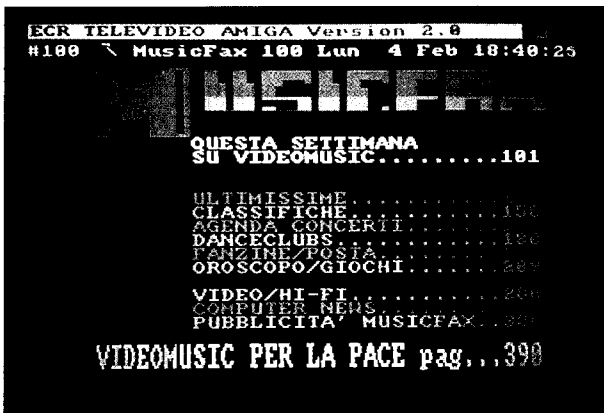 ECR TELEVIDEO AMIGA Version 2.0
#100 MusicFax 100 Lun 4 Feb 18:40:25
QUESTA SETTIMANA
SU VIDEOMUSIC.........101
ULTIMISSIME
CLASSIFICHE............150
AGENDA CONCERTI
DANCECLUBS
FANZINE/POSTA
OROSCOPO/GIOCHI
VIDEO/HI-FI
COMPUTER NEWS
PUBBLICITA' MUSICFAX
VIDEOMUSIC PER LA PACE pag...390